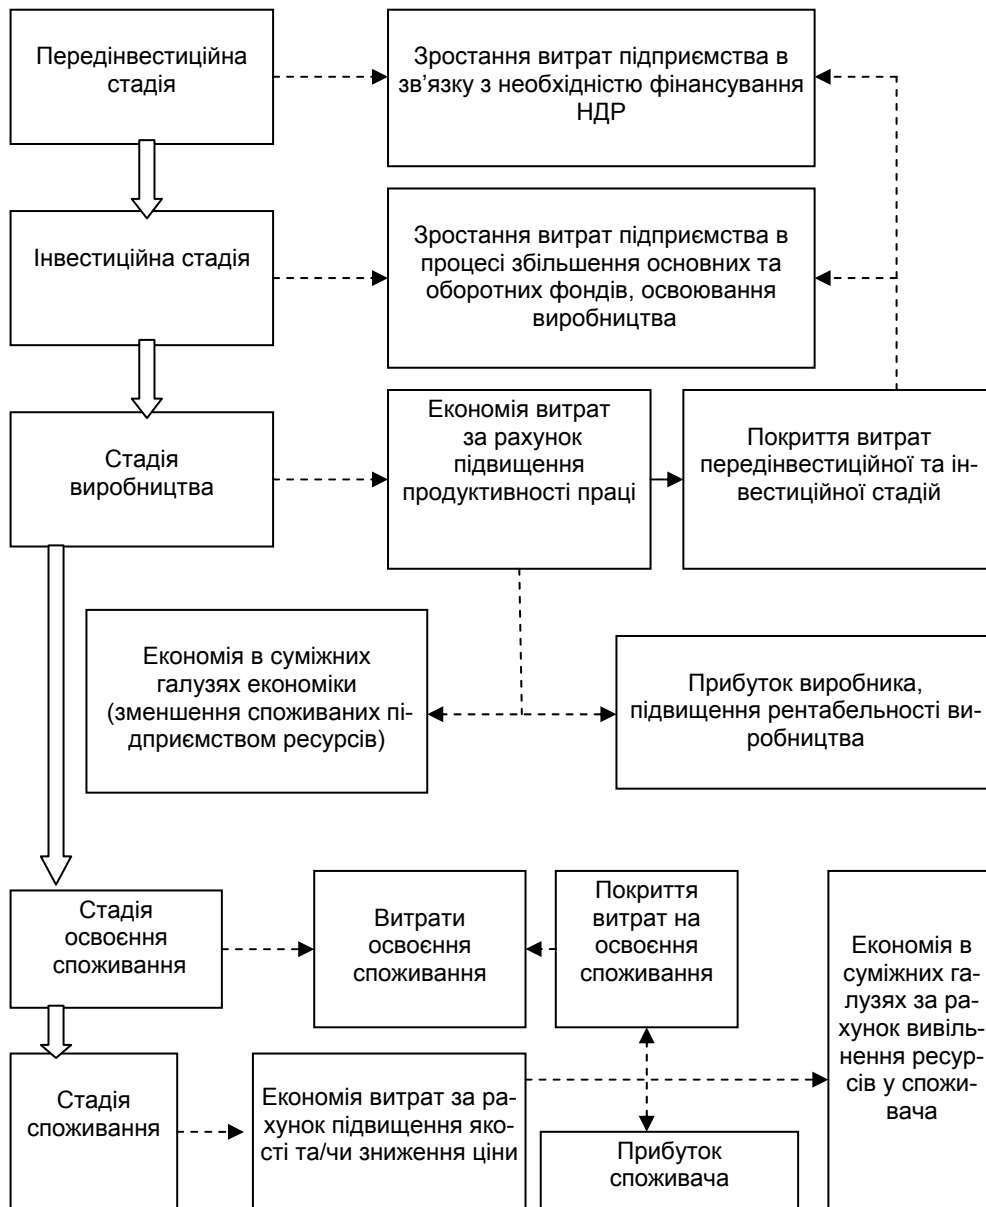 Передінвестиційна
стадія
Зростання витрат підприємства в
зв’язку з необхідністю фінансування
НДР
Інвестиційна стадія
Зростання витрат підприємства в
процесі збільшення основних та
оборотних фондів, освоювання
виробництва
Стадія
виробництва
Економія витрат
за рахунок
підвищення
продуктивності праці
Покриття витрат
передінвестиційної та ін-
вестиційної стадій
Економія в суміжних
галузях економіки
(зменшення споживаних пі-
дприємством ресурсів)
Прибуток виробника,
підвищення рентабельності ви-
робництва
Стадія
освоєння
споживання
Витрати
освоєння
споживання
Покриття
витрат на
освоєння
споживання
Економія в
суміжних га-
лузях за ра-
хунок вивіль-
нення ресур-
сів у спожи-
вача
Стадія
споживання
Економія витрат за ра-
хунок підвищення яко-
сті та/чи зниження ціни
Прибуток
споживача